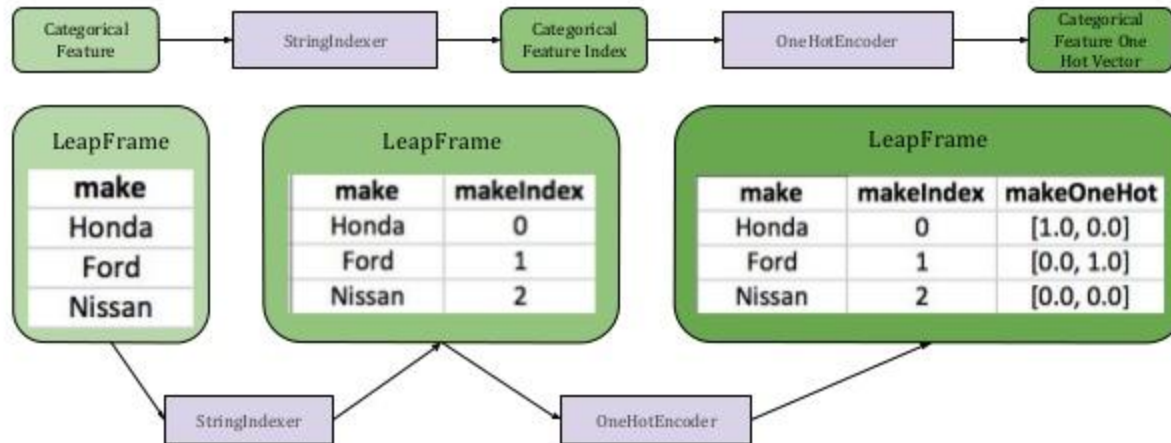 Categorical
Feature
StringIndexer
Categorical
Feature Index
OneHotEncoder
Categorical
Feature One
Hot Vector
LeapFrame
make
Honda
Ford
Nissan
LeapFrame
make makeIndex
Honda 0
Ford 1
Nissan 2
LeapFrame
make makeIndex makeOneHot
Honda 0 [1.0, 0.0]
Ford 1 [0.0, 1.0]
Nissan 2 [0.0, 0.0]
StringIndexer
OneHotEncoder